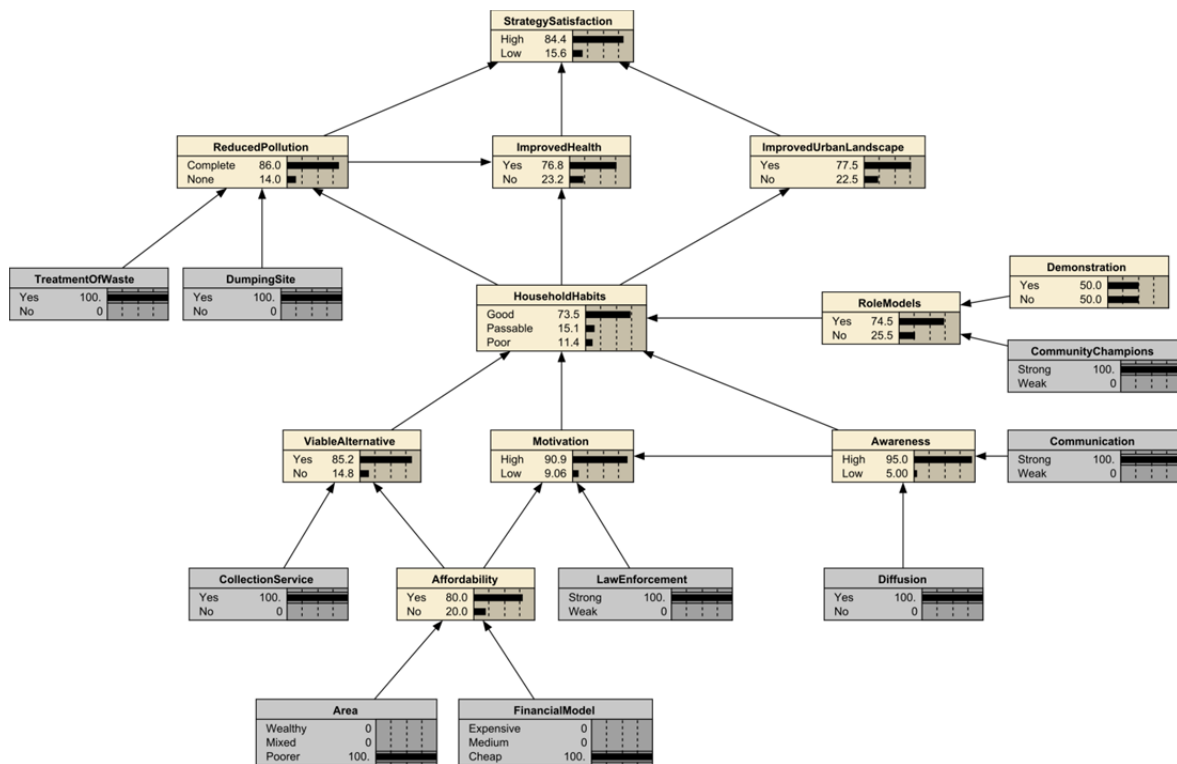 StrategySatisfaction
High 84.4
Low 15.6
ReducedPollution
Complete 86.0
None 14.0
ImprovedHealth
Yes 76.8
No 23.2
ImprovedUrbanLandscape
Yes 77.5
No 22.5
TreatmentOfWaste
Yes 100.
No 0
DumpingSite
Yes 100.
No 0
HouseholdHabits
Good 73.5
Passable 15.1
Poor 11.4
RoleModels
Yes 74.5
No 25.5
Demonstration
Yes 50.0
No 50.0
CommunityChampions
Strong 100.
Weak 0
ViableAlternative
Yes 85.2
No 14.8
Motivation
High 90.9
Low 9.06
Awareness
High 95.0
Low 5.00
Communication
Strong 100.
Weak 0
CollectionService
Yes 100.
No 0
Affordability
Yes 80.0
No 20.0
LawEnforcement
Strong 100.
Weak 0
Diffusion
Yes 100.
No 0
Area
Wealthy 0
Mixed 0
Poorer 100.
FinancialModel
Expensive 0
Medium 0
Cheap 100.